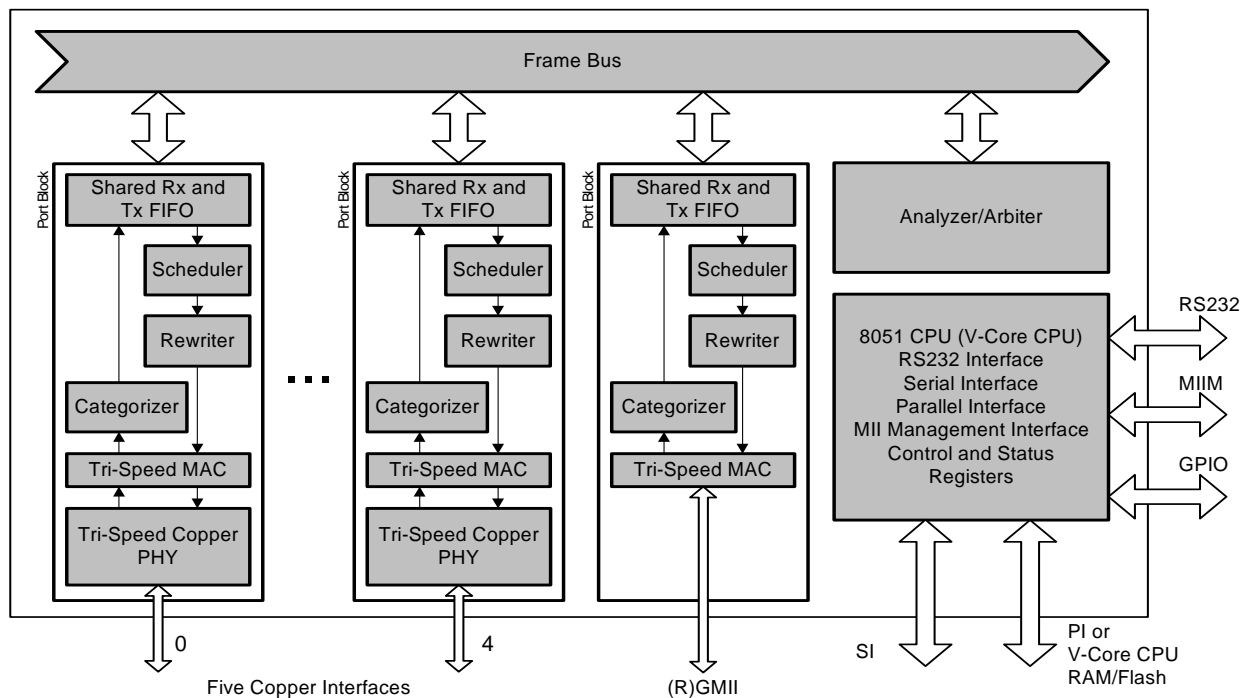 Frame Bus
Port Block
Shared Rx and
Tx FIFO
Scheduler
Rewriter
Categorizer
Tri-Speed MAC
Tri-Speed Copper
PHY
0
Five Copper Interfaces
Port Block
Shared Rx and
Tx FIFO
Scheduler
Rewriter
Categorizer
Tri-Speed MAC
Tri-Speed Copper
PHY
4
Port Block
Shared Rx and
Tx FIFO
Scheduler
Rewriter
Categorizer
Tri-Speed MAC
(R)GMII
Analyzer/Arbiter
8051 CPU (V-Core CPU)
RS232 Interface
Serial Interface
Parallel Interface
MII Management Interface
Control and Status
Registers
RS232
MIIM
GPIO
SI
PI or
V-Core CPU
RAM/Flash